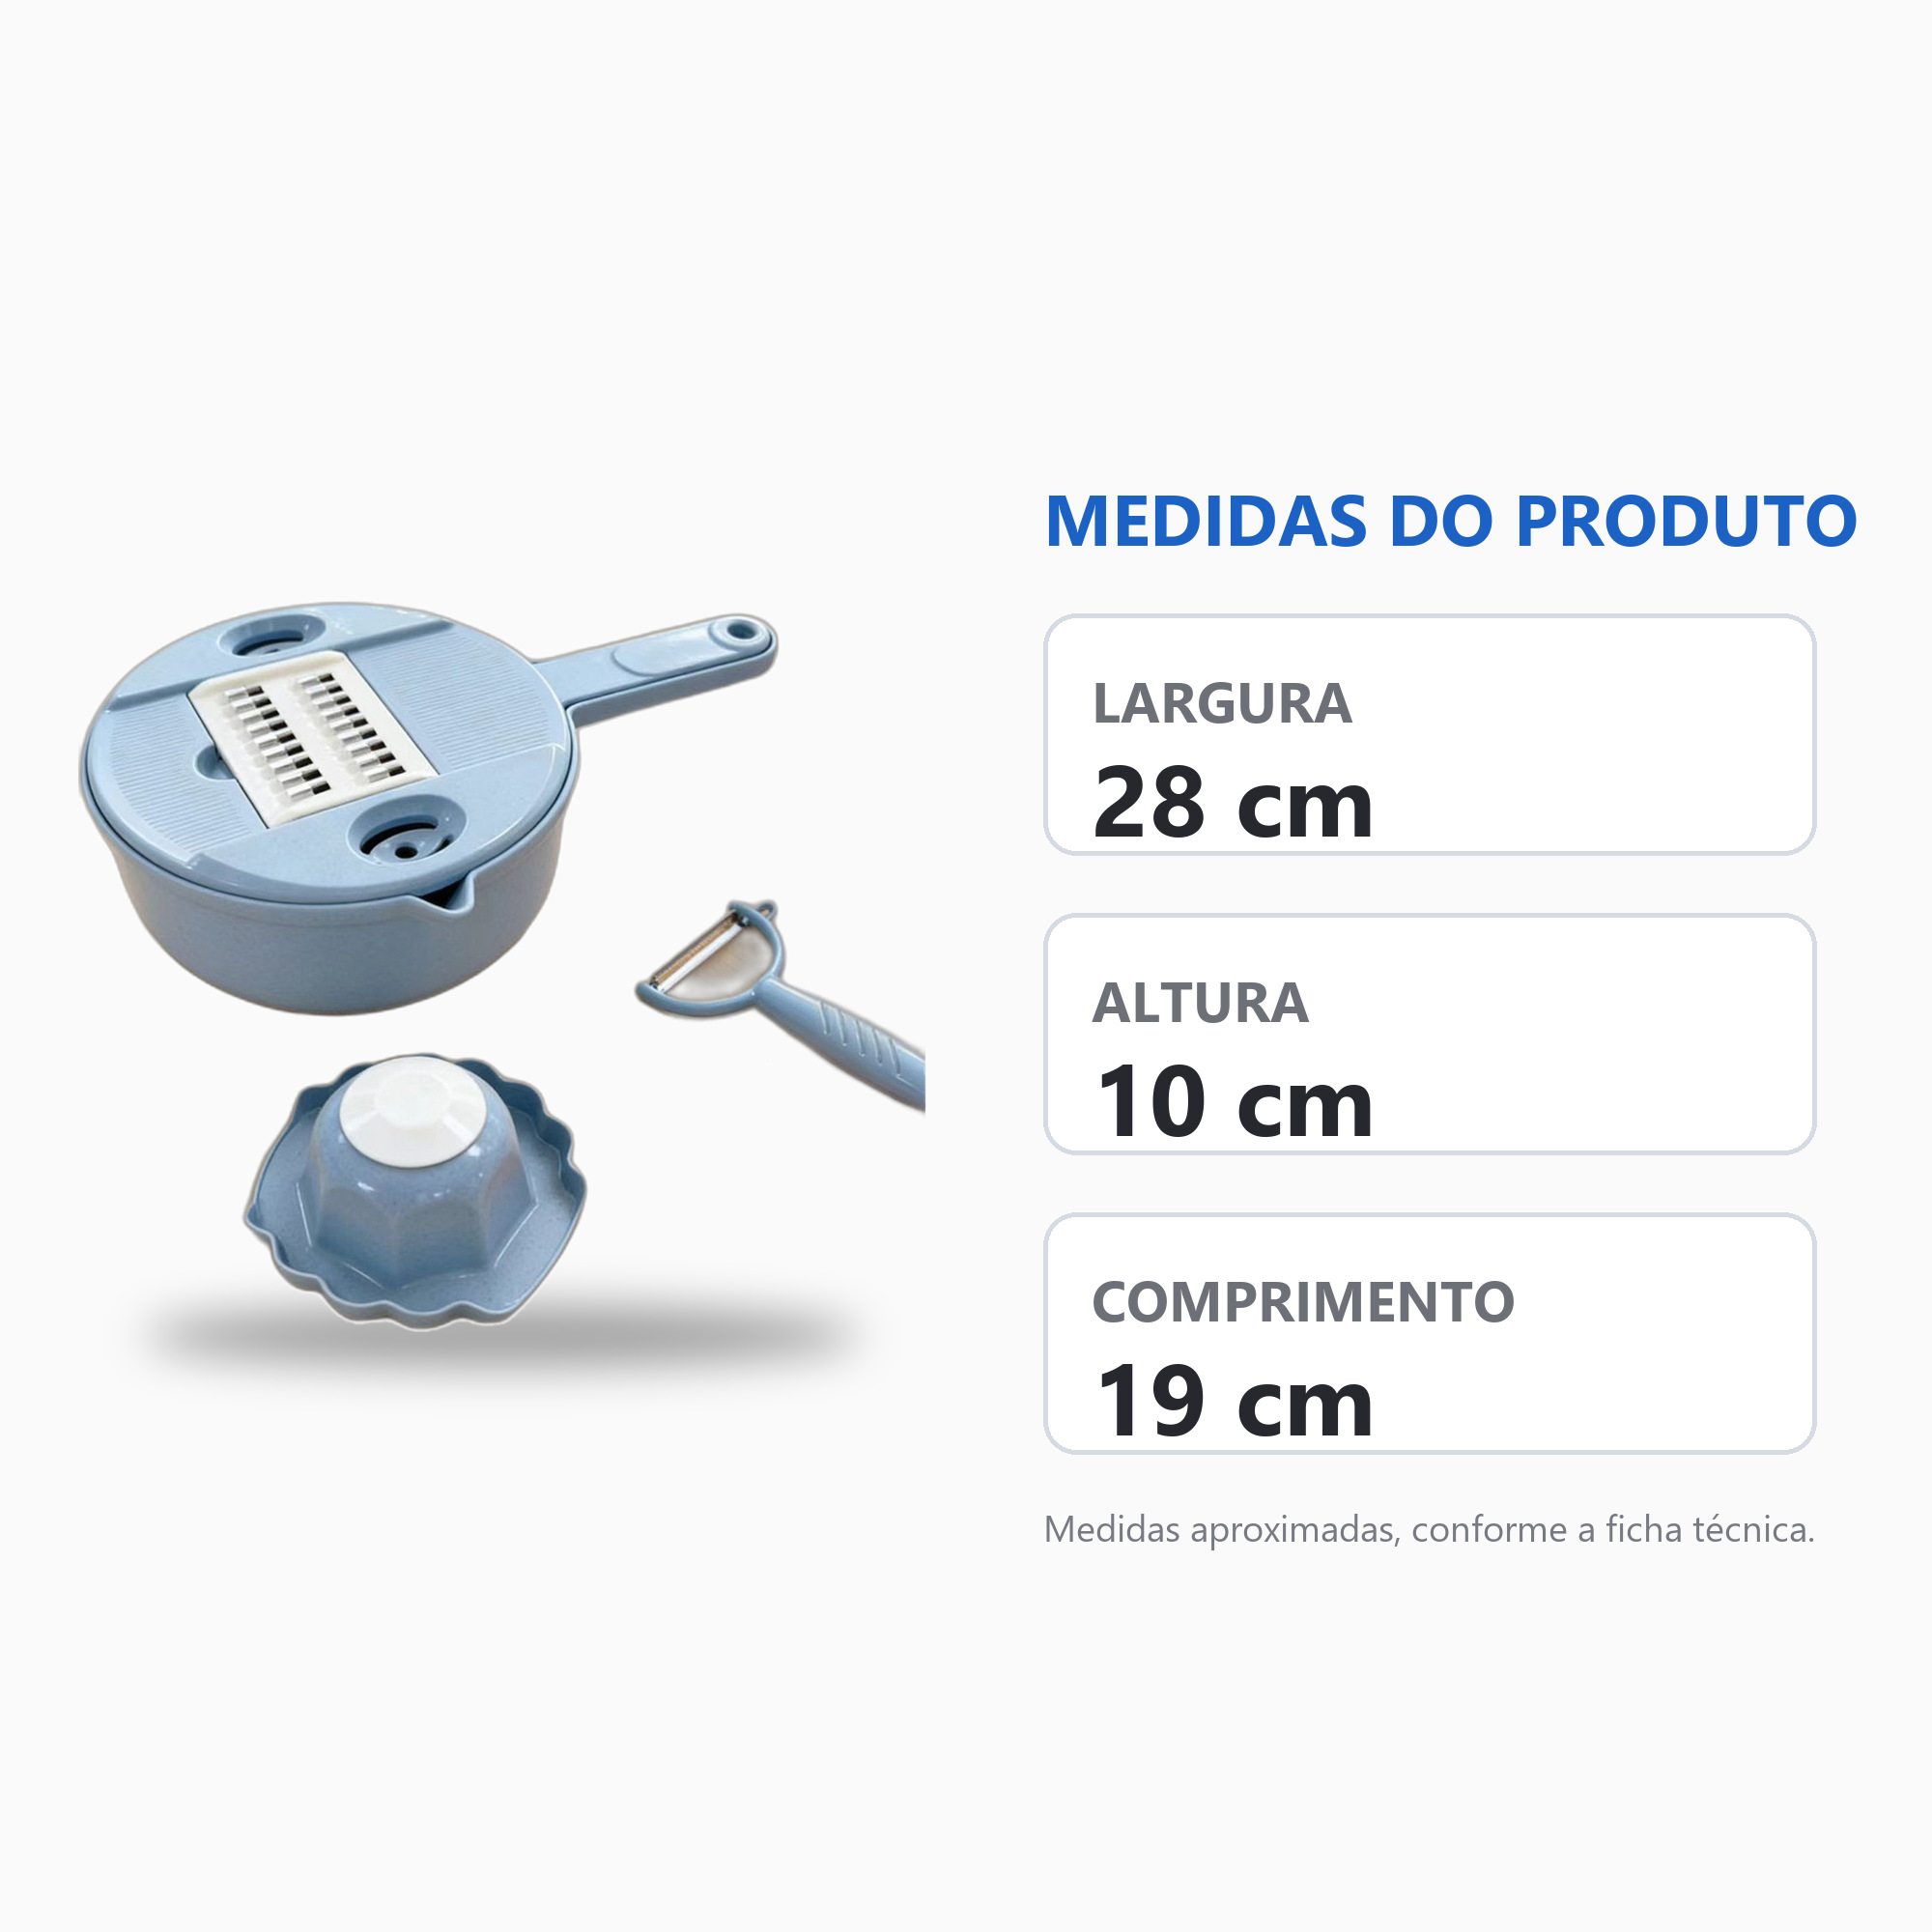 MEDIDAS DO PRODUTO
LARGURA
28 cm
ALTURA
10 cm
COMPRIMENTO
19 cm
Medidas aproximadas, conforme a ficha técnica.